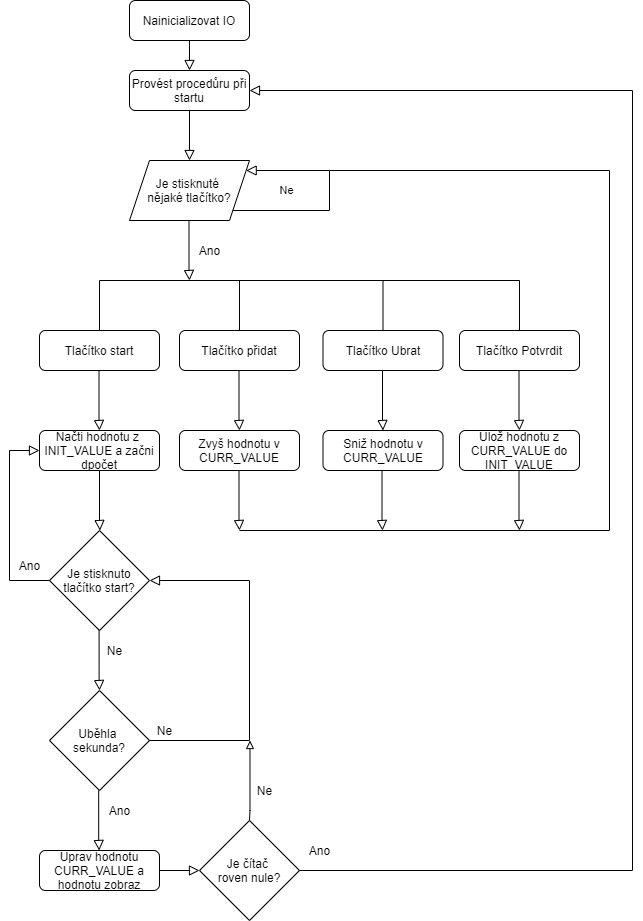 Nainicializovat IO
Provést procedůru při
startu
Je stisknuté
nějaké tlačítko?
Ne
Ano
Tlačítko start
Tlačítko přidat
Tlačítko Ubrat
Tlačítko Potvrdit
Načti hodnotu z
INIT_VALUE a začni
dpočet
Zvyš hodnotu v
CURR_VALUE
Sniž hodnotu v
CURR_VALUE
Ulož hodnotu z
CURR_VALUE do
INIT_VALUE
Ano
Je stisknuto
tlačítko start?
Ne
Uběhla
sekunda?
Ne
Ano
Ne
Uprav hodnotu
CURR_VALUE a
hodnotu zobraz
Je čítač
roven nule?
Ano